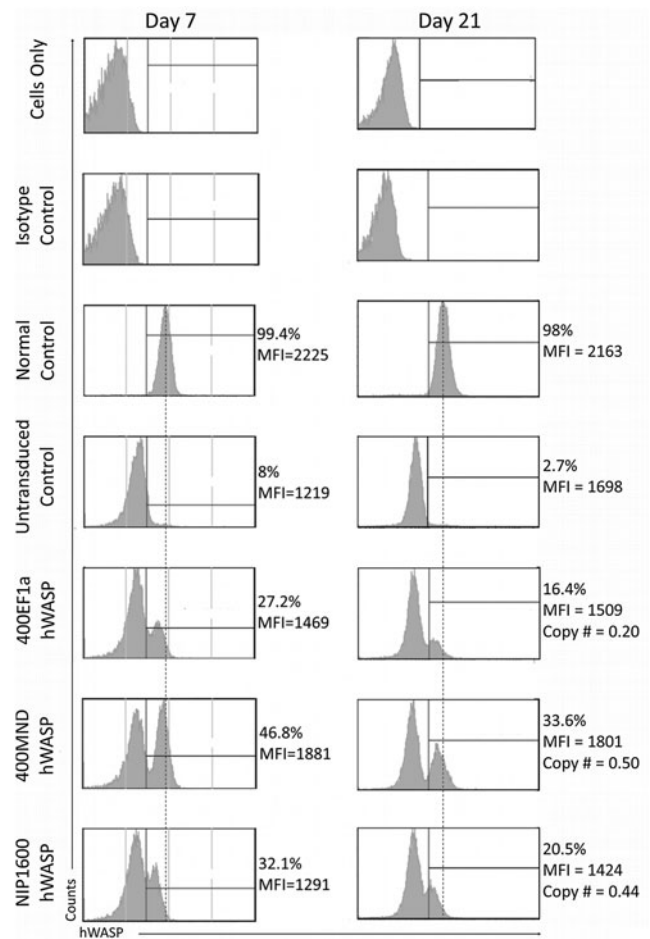 Day 7
Day 21
Cells Only
Isotype
Control
Normal
Control
99.4%
MFI=2225
98%
MFI = 2163
Untransduced
Control
8%
MFI=1219
2.7%
MFI = 1698
400EF1a
hWASP
27.2%
MFI=1469
16.4%
MFI = 1509
Copy # = 0.20
400MND
hWASP
46.8%
MFI=1881
33.6%
MFI = 1801
Copy # = 0.50
NIP1600
hWASP
32.1%
MFI=1291
20.5%
MFI = 1424
Copy # = 0.44
Counts
hWASP